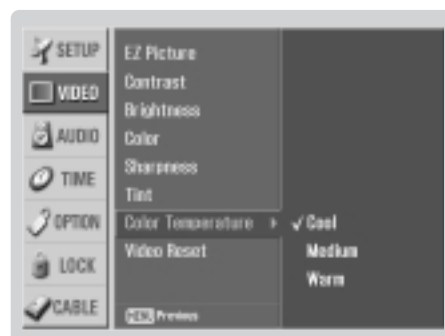 SETUP
VIDEO
AUDIO
TIME
OPTION
LOCK
CABLE
EZ Picture
Contrast
Brightness
Color
Sharpness
Tint
Color Temperature
Video Reset
MENU Previous
Cool
Medium
Warm